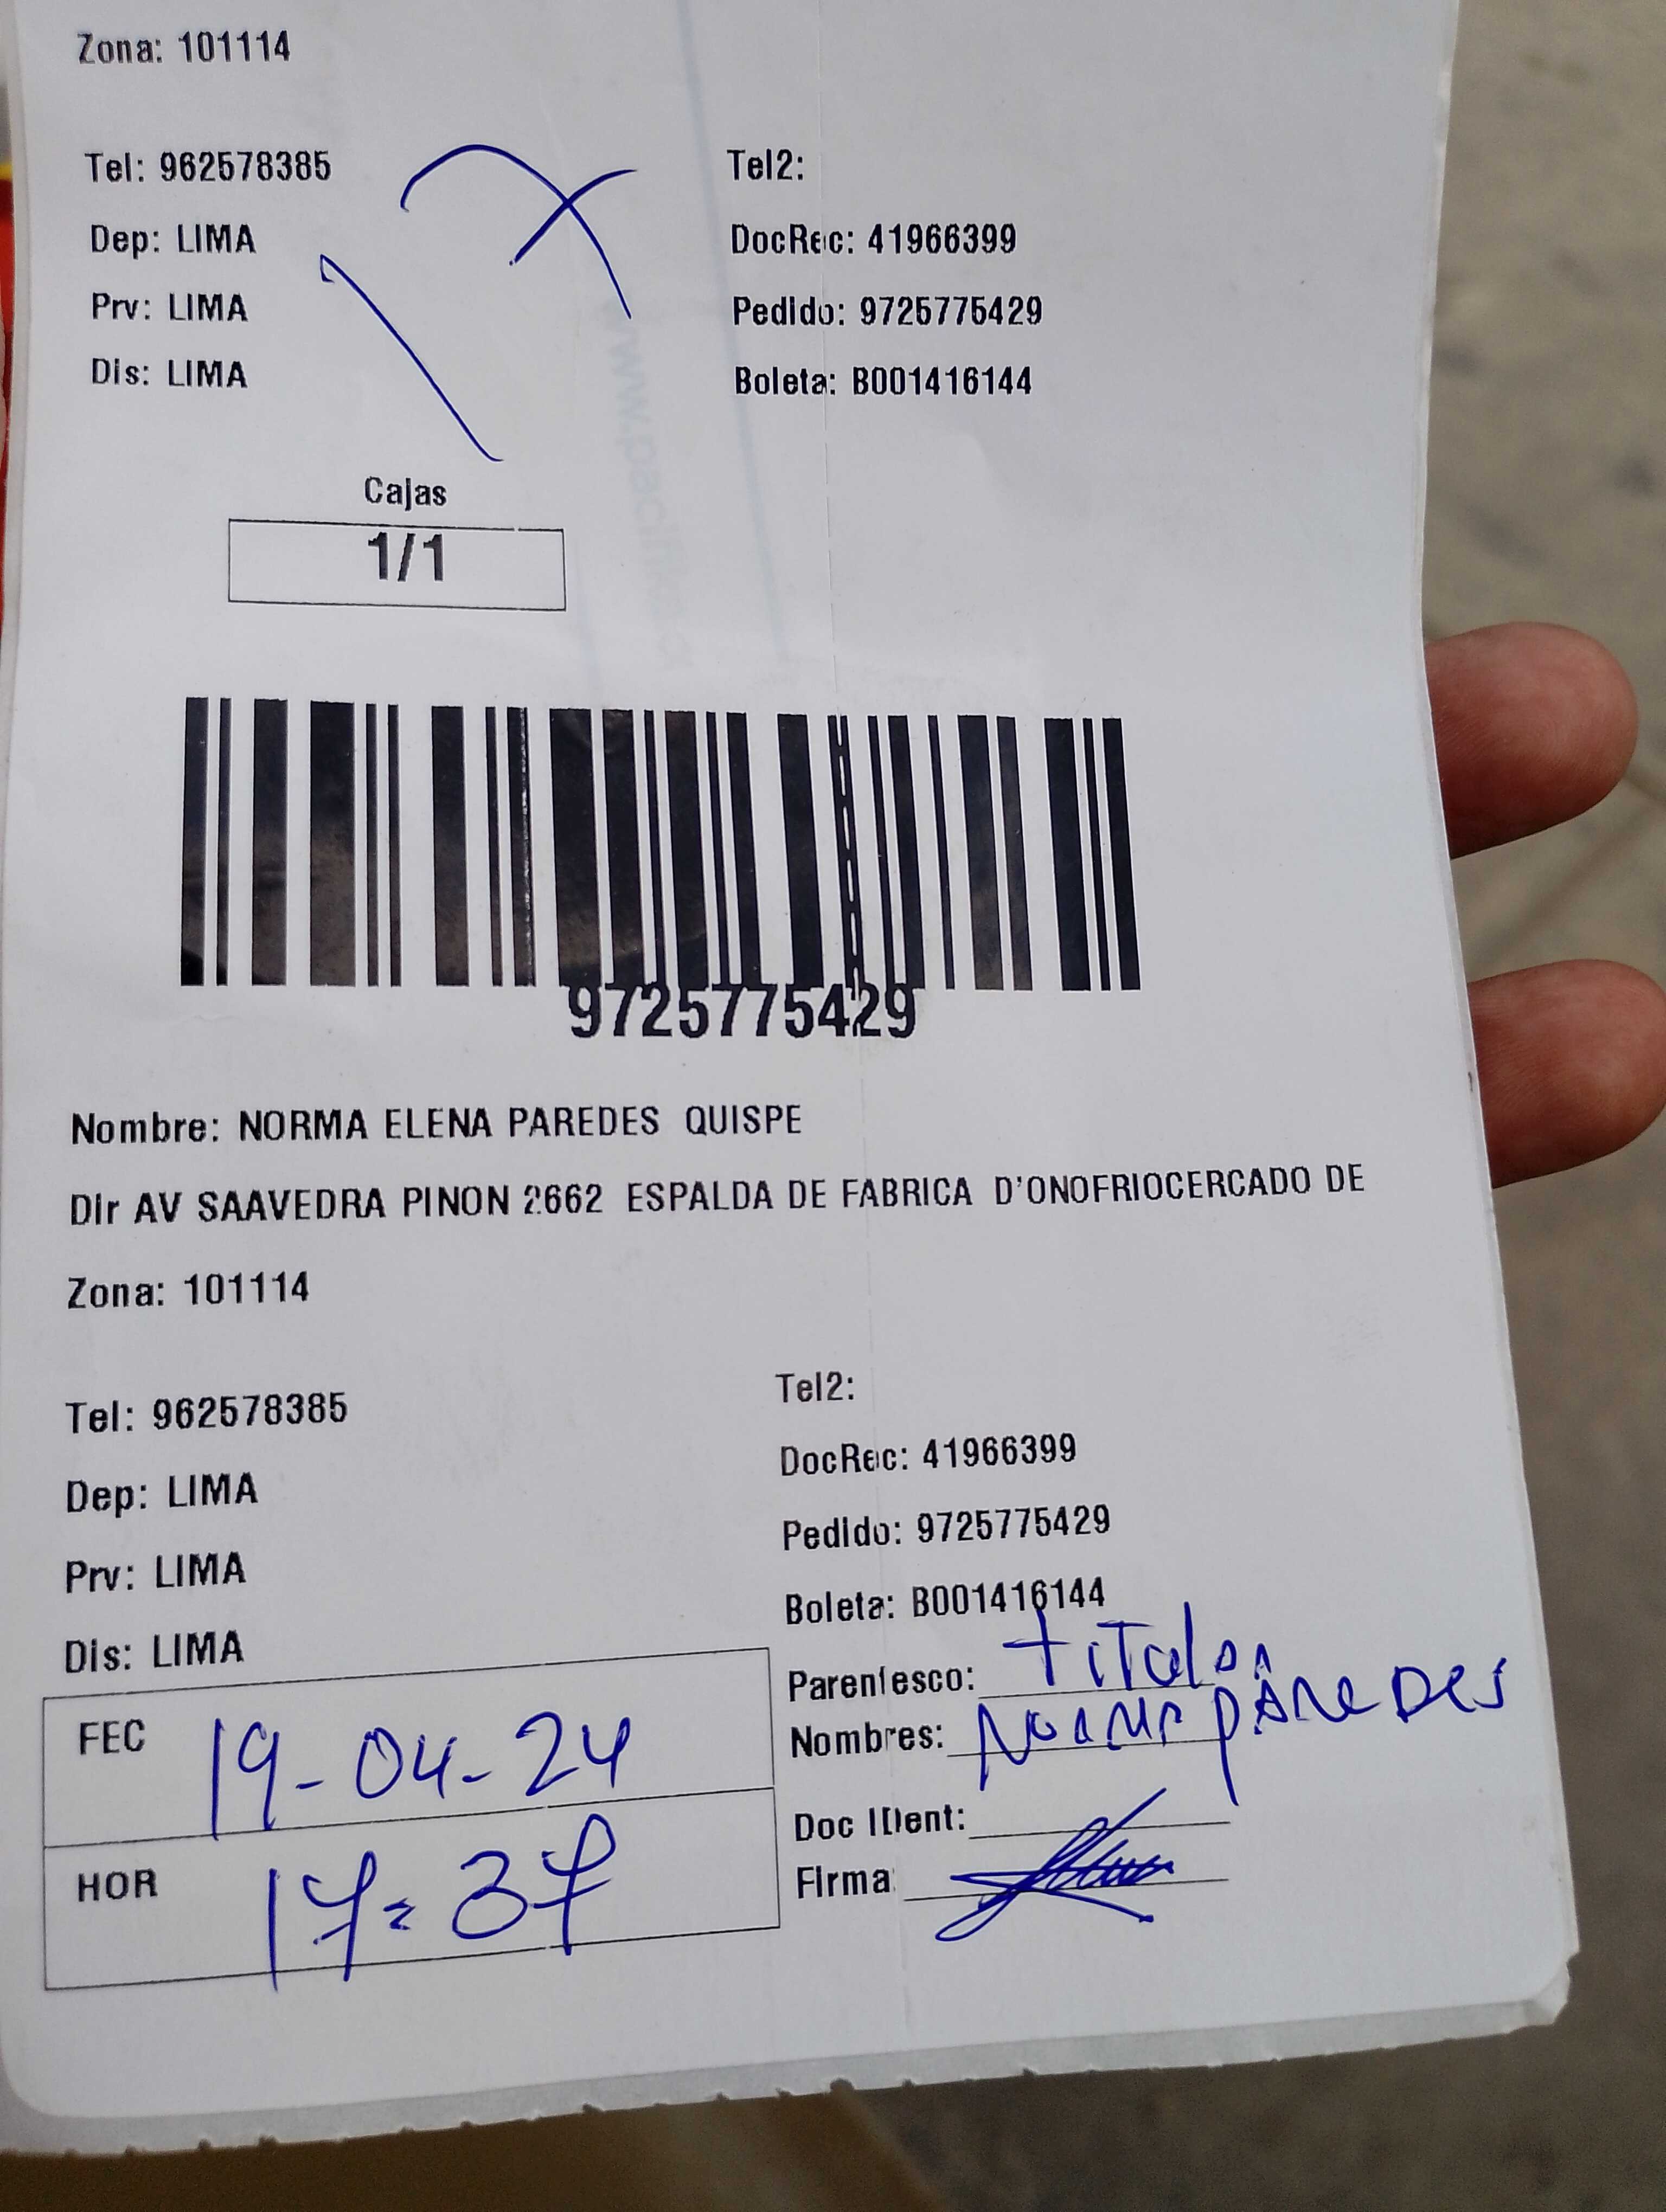 Zona: 101114
Tel: 962578385
Tel2:
Dep: LIMA
DocRec: 41966399
Prv: LIMA
Pedido: 9725775429
Dis: LIMA
Boleta: B001416144
Cajas
1/1
9725775429
Nombre: NORMA ELENA PAREDES QUISPE
Dir AV SAAVEDRA PINON 2662 ESPALDA DE FABRICA D'ONOFRIOCERCADO DE
Zona: 101114
Tel: 962578385
Tel2:
Dep: LIMA
DocRec: 41966399
Prv: LIMA
Pedido: 9725775429
Dis: LIMA
Boleta: B001416144
Parentesco: titular
Nombres: Norma pAReDes
FEC 19-04-24
Doc IDent:
HOR 17:37
Firma: